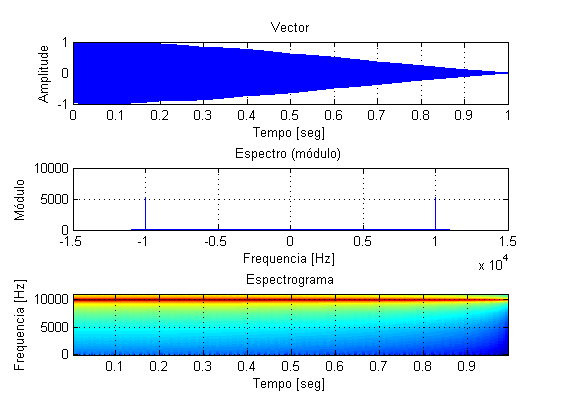 Vector
Amplitude
1
0
-1
0 0.1 0.2 0.3 0.4 0.5 0.6 0.7 0.8 0.9 1
Tempo [seg]
Espectro (módulo)
Módulo
10000
5000
0
-1.5 -1 -0.5 0 0.5 1 1.5
Frequencia [Hz]
x 10^4
Espectrograma
Frequencia [Hz]
10000
5000
0
0.1 0.2 0.3 0.4 0.5 0.6 0.7 0.8 0.9
Tempo [seg]